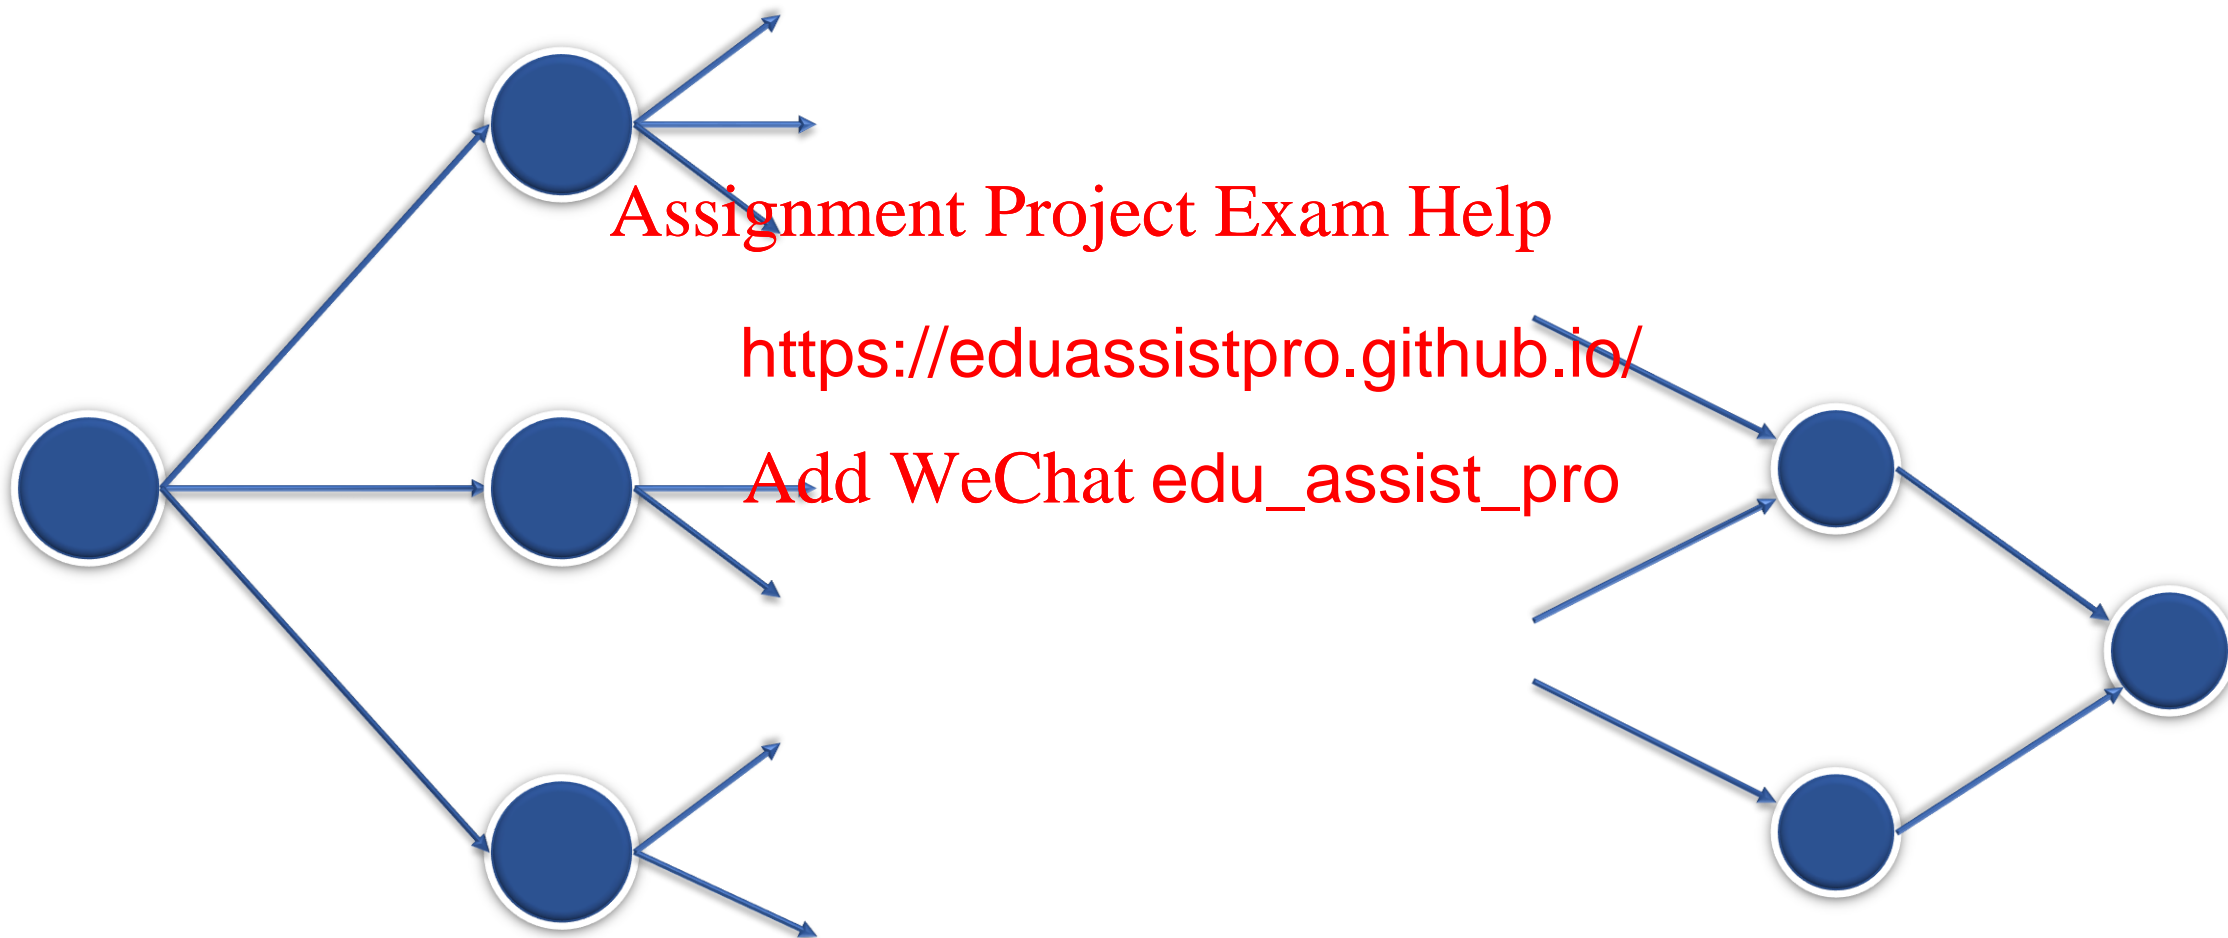 Assignment Project Exam Help
https://eduassistpro.github.io/
Add WeChat edu_assist_pro